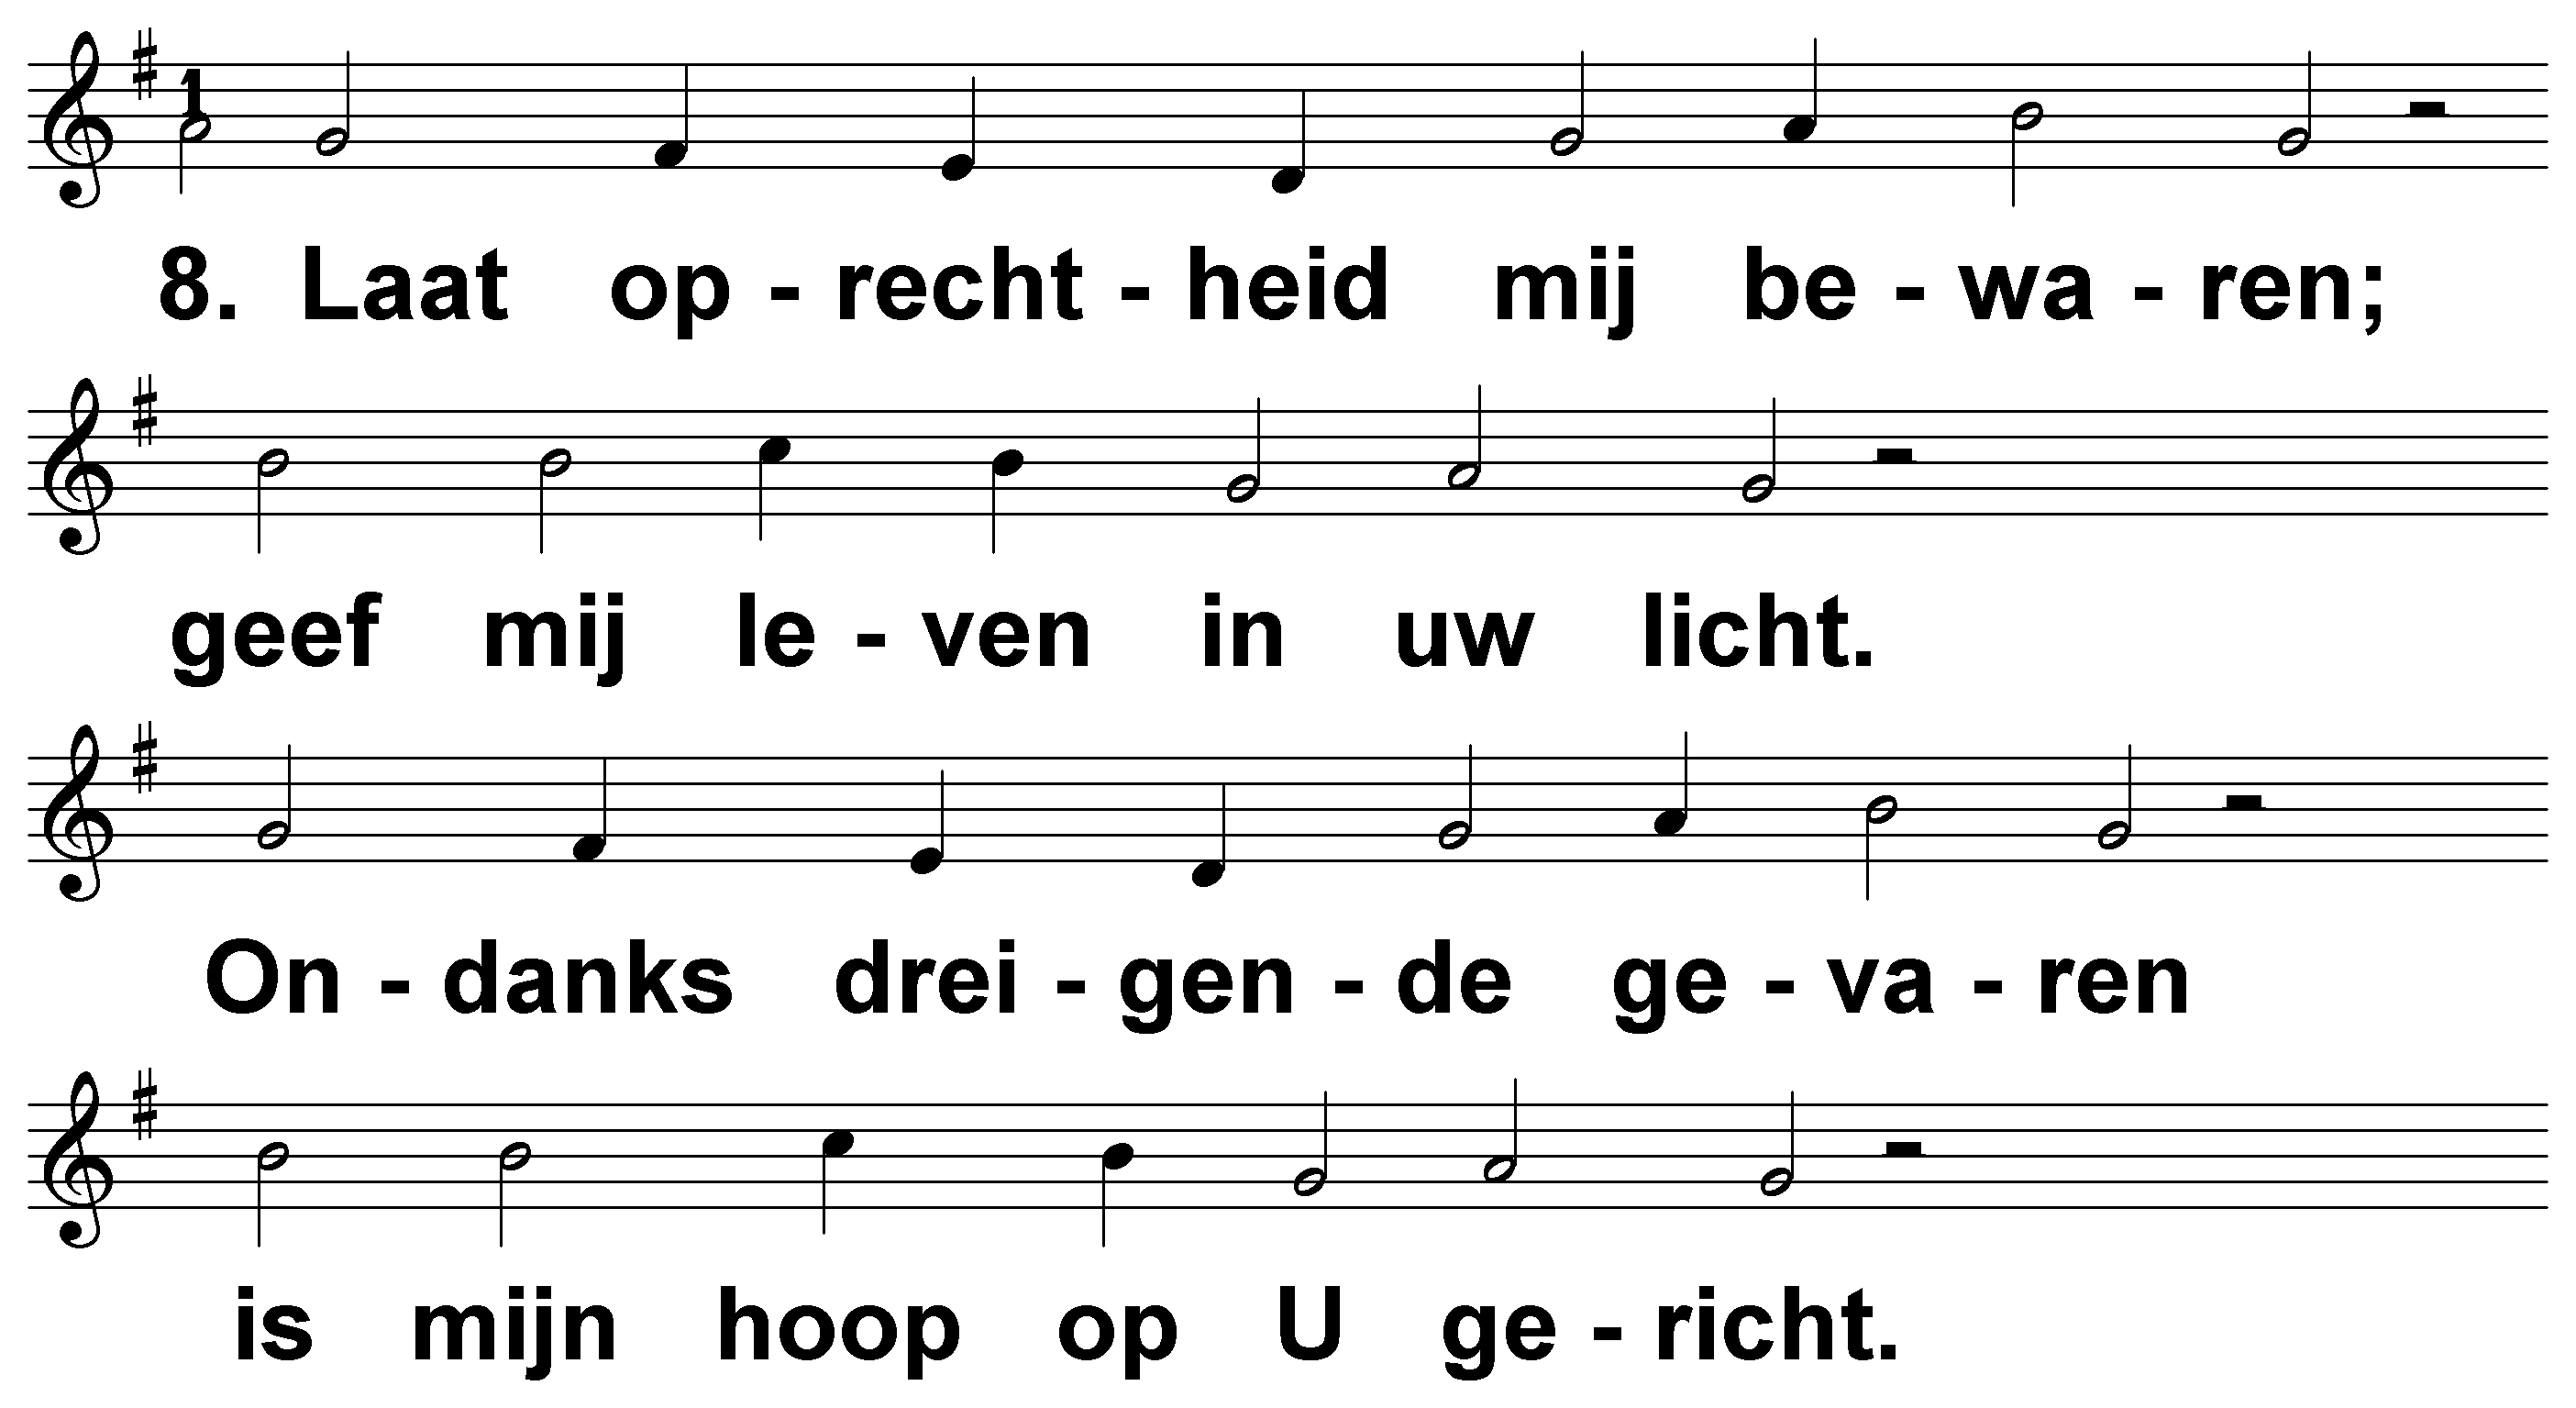 1
8. Laat op - recht - heid mij be - wa - ren;
geef mij le - ven in uw licht.
On - danks drei - gen - de ge - va - ren
is mijn hoop op U ge - richt.